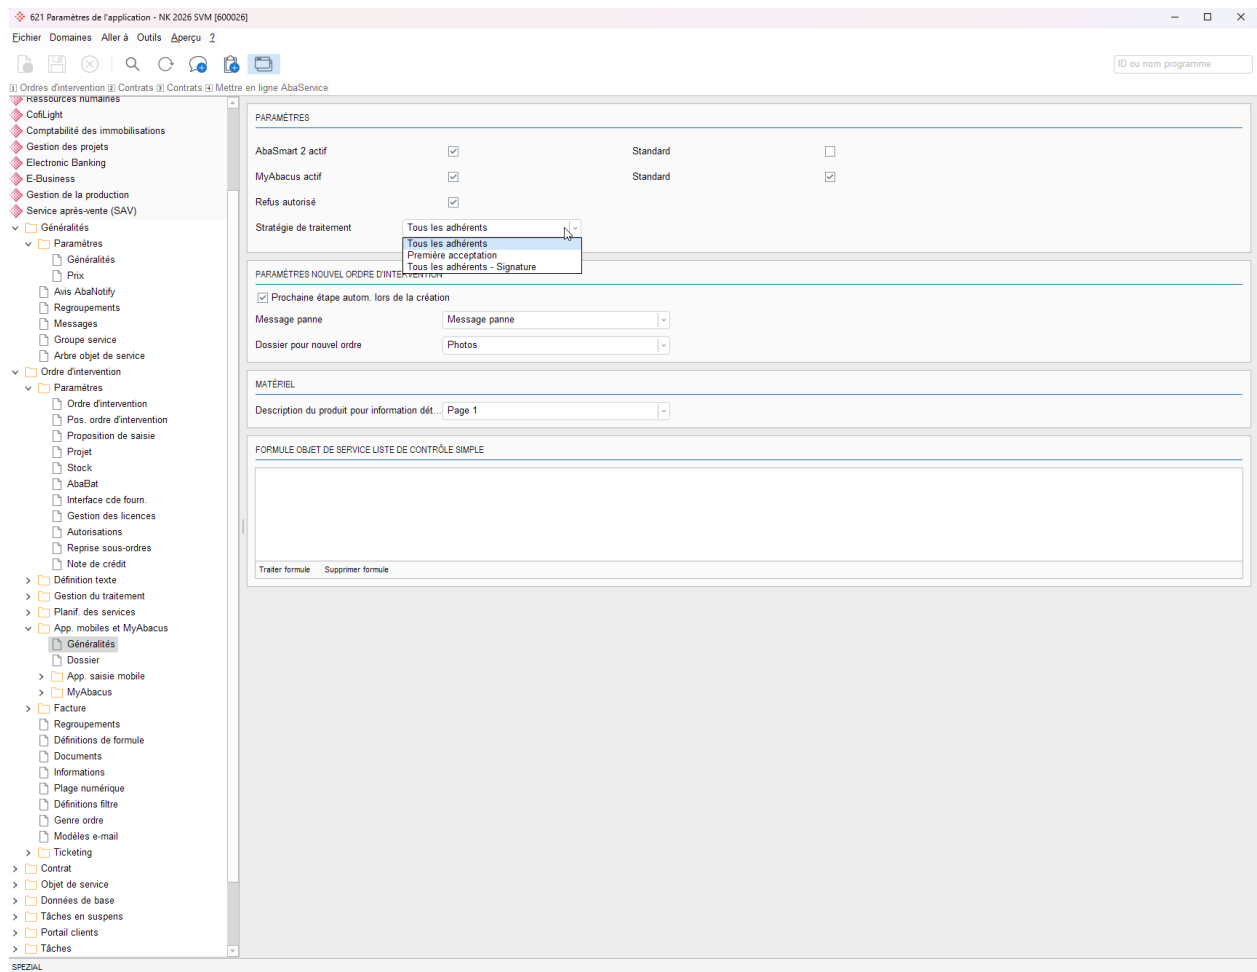 621 Paramètres de l'application - NK 2026 SVM [600026]
Fichier Domaines Aller à Outils Aperçu ?
ID ou nom programme
1 Ordres d'intervention 2 Contrats 3 Contrats 4 Mettre en ligne AbaService
Ressources humaines
CofiLight
Comptabilité des immobilisations
Gestion des projets
Electronic Banking
E-Business
Gestion de la production
Service après-vente (SAV)
Généralités
Paramètres
Généralités
Prix
Avis AbaNotify
Regroupements
Messages
Groupe service
Arbre objet de service
Ordre d'intervention
Paramètres
Ordre d'intervention
Pos. ordre d'intervention
Proposition de saisie
Projet
Stock
AbaBat
Interface cde fourn.
Gestion des licences
Autorisations
Reprise sous-ordres
Note de crédit
Définition texte
Gestion du traitement
Planif. des services
App. mobiles et MyAbacus
Généralités
Dossier
App. saisie mobile
MyAbacus
Facture
Regroupements
Définitions de formule
Documents
Informations
Plage numérique
Définitions filtre
Genre ordre
Modèles e-mail
Ticketing
Contrat
Objet de service
Données de base
Tâches en suspens
Portail clients
Tâches
PARAMÈTRES
AbaSmart 2 actif Standard
MyAbacus actif Standard
Refus autorisé
Stratégie de traitement Tous les adhérents
Tous les adhérents
Première acceptation
Tous les adhérents - Signature
PARAMÈTRES NOUVEL ORDRE D'INTERVENTION
Prochaine étape autom. lors de la création
Message panne Message panne
Dossier pour nouvel ordre Photos
MATÉRIEL
Description du produit pour information dét... Page 1
FORMULE OBJET DE SERVICE LISTE DE CONTRÔLE SIMPLE
Traiter formule Supprimer formule
SPEZIAL